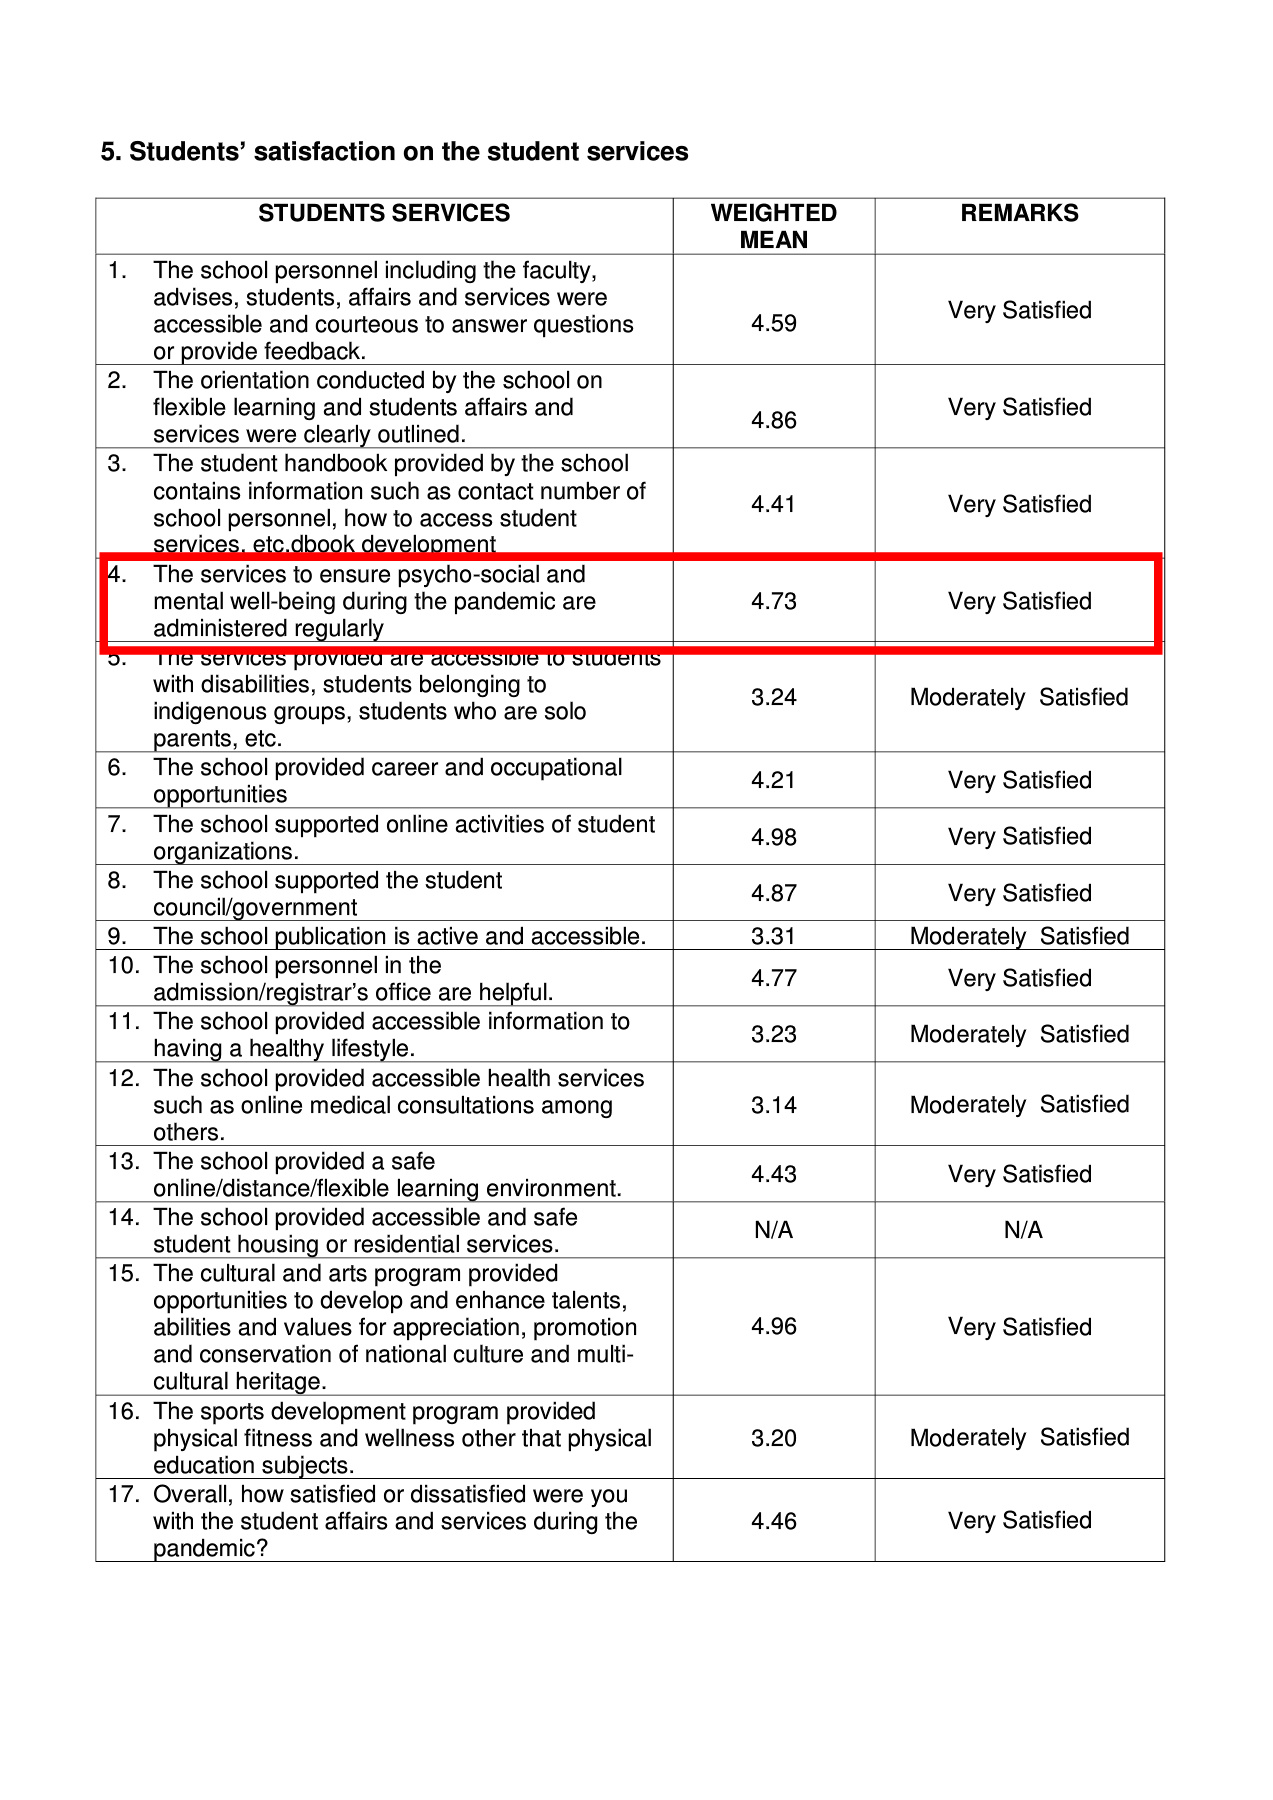 5. Students’ satisfaction on the student services
STUDENTS SERVICES
WEIGHTED
MEAN
REMARKS
1. The school personnel including the faculty,
advises, students, affairs and services were
accessible and courteous to answer questions
or provide feedback.
4.59
Very Satisfied
2. The orientation conducted by the school on
flexible learning and students affairs and
services were clearly outlined.
4.86
Very Satisfied
3. The student handbook provided by the school
contains information such as contact number of
school personnel, how to access student
services, etc.dbook development
4.41
Very Satisfied
4. The services to ensure psycho-social and
mental well-being during the pandemic are
administered regularly
4.73
Very Satisfied
5. The services provided are accessible to students
with disabilities, students belonging to
indigenous groups, students who are solo
parents, etc.
3.24
Moderately Satisfied
6. The school provided career and occupational
opportunities
4.21
Very Satisfied
7. The school supported online activities of student
organizations.
4.98
Very Satisfied
8. The school supported the student
council/government
4.87
Very Satisfied
9. The school publication is active and accessible.
3.31
Moderately Satisfied
10. The school personnel in the
admission/registrar’s office are helpful.
4.77
Very Satisfied
11. The school provided accessible information to
having a healthy lifestyle.
3.23
Moderately Satisfied
12. The school provided accessible health services
such as online medical consultations among
others.
3.14
Moderately Satisfied
13. The school provided a safe
online/distance/flexible learning environment.
4.43
Very Satisfied
14. The school provided accessible and safe
student housing or residential services.
N/A
N/A
15. The cultural and arts program provided
opportunities to develop and enhance talents,
abilities and values for appreciation, promotion
and conservation of national culture and multi-
cultural heritage.
4.96
Very Satisfied
16. The sports development program provided
physical fitness and wellness other that physical
education subjects.
3.20
Moderately Satisfied
17. Overall, how satisfied or dissatisfied were you
with the student affairs and services during the
pandemic?
4.46
Very Satisfied